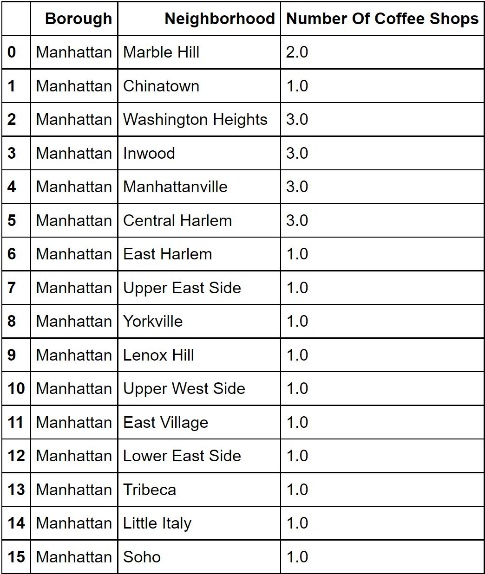 Borough Neighborhood Number Of Coffee Shops
0 Manhattan Marble Hill 2.0
1 Manhattan Chinatown 1.0
2 Manhattan Washington Heights 3.0
3 Manhattan Inwood 3.0
4 Manhattan Manhattanville 3.0
5 Manhattan Central Harlem 3.0
6 Manhattan East Harlem 1.0
7 Manhattan Upper East Side 1.0
8 Manhattan Yorkville 1.0
9 Manhattan Lenox Hill 1.0
10 Manhattan Upper West Side 1.0
11 Manhattan East Village 1.0
12 Manhattan Lower East Side 1.0
13 Manhattan Tribeca 1.0
14 Manhattan Little Italy 1.0
15 Manhattan Soho 1.0